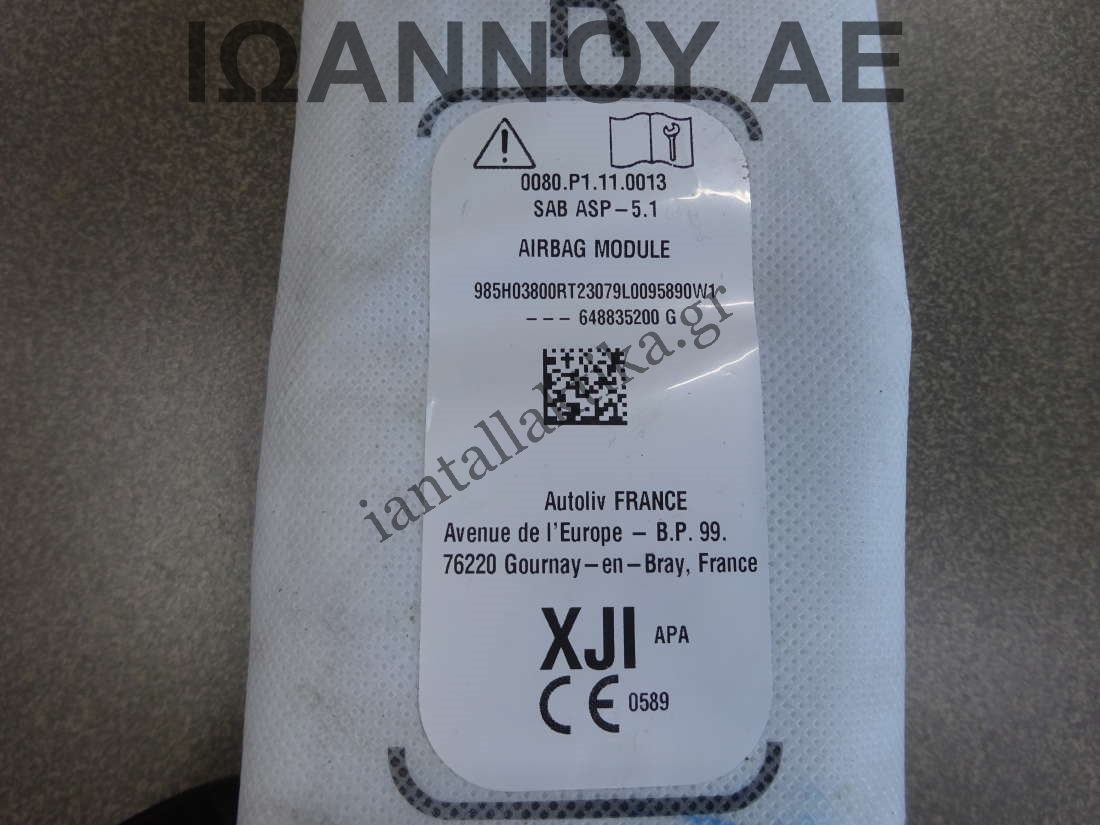 R
ΙΩΑΝΝΟΥ ΑΕ
0080.P1.11.0013
SAB ASP-5.1
AIRBAG MODULE
985H03800RT23079L0095890W1
--- 648835200 G
iantallaktika.gr
Autoliv FRANCE
Avenue de l'Europe - B.P. 99.
76220 Gournay-en-Bray, France
XJI APA
CE 0589